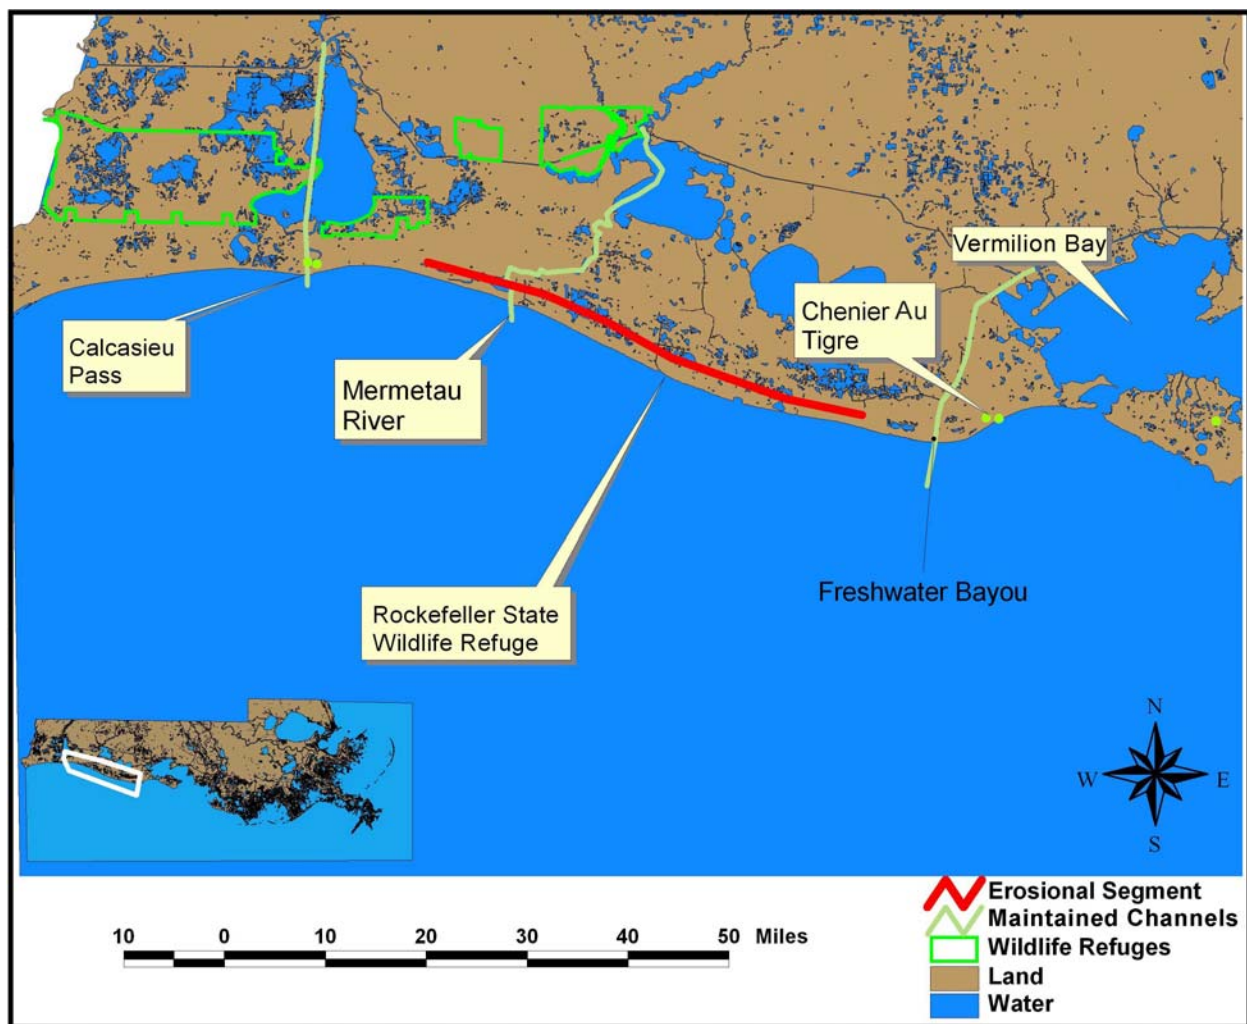 Vermilion Bay
Chenier Au
Tigre
Calcasieu
Pass
Mermetau
River
Rockefeller State
Wildlife Refuge
Freshwater Bayou
N
W
E
S
Erosional Segment
Maintained Channels
Wildlife Refuges
Land
Water
10 0 10 20 30 40 50 Miles